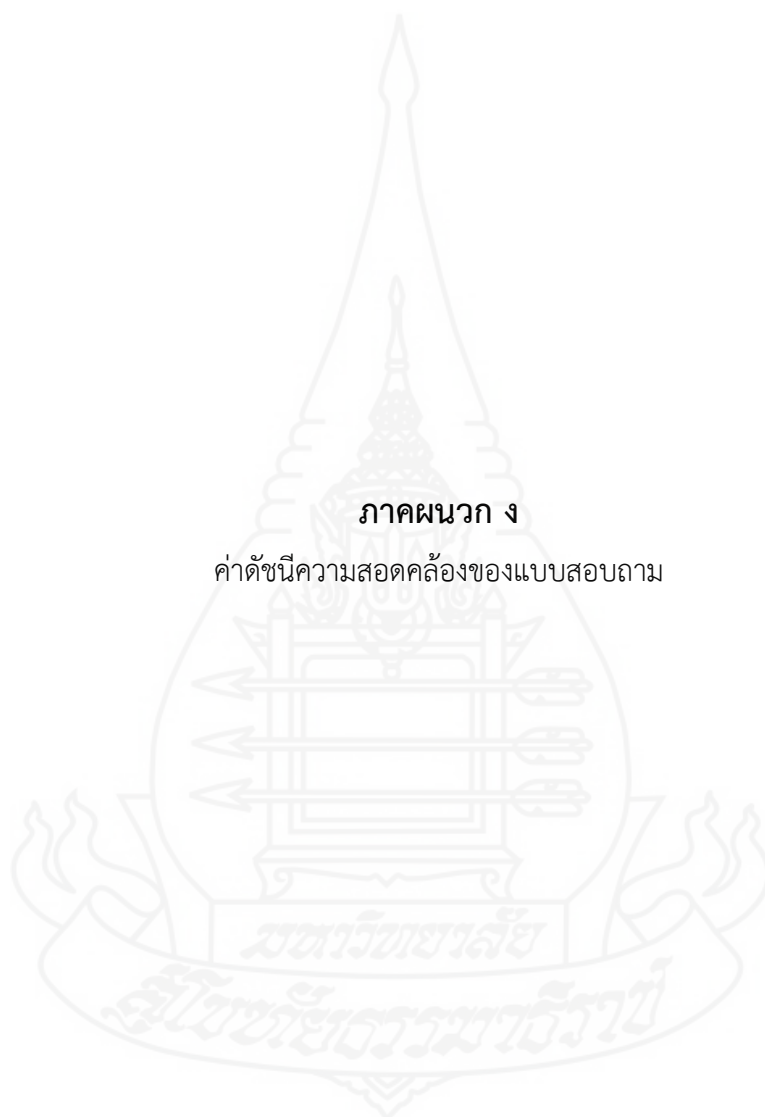 ภาคผนวก ง
ค่าดัชนีความสอดคล้องของแบบสอบถาม
มหาวิทยาลัย
สุโขทัยธรรมาธิราช